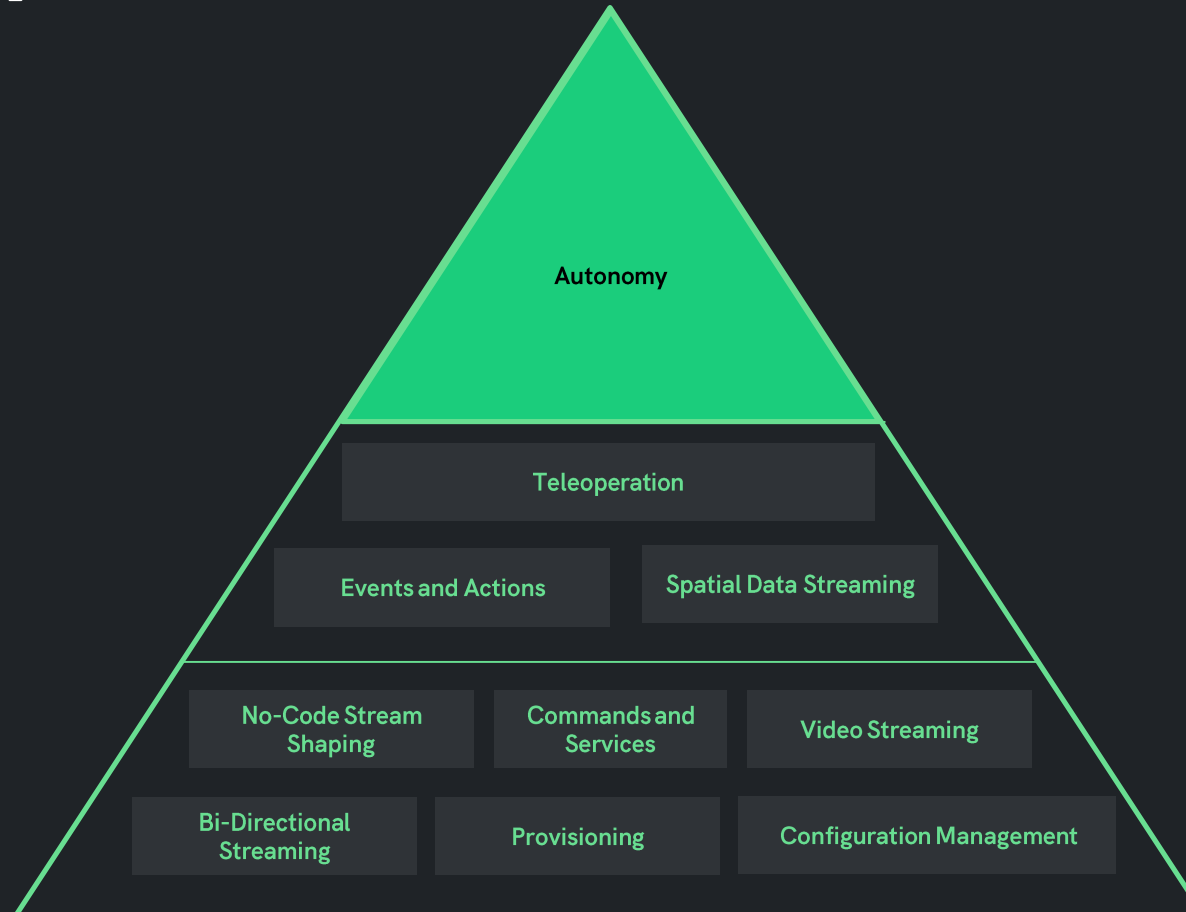 Autonomy
Teleoperation
Events and Actions
Spatial Data Streaming
No-Code Stream
Shaping
Commands and
Services
Video Streaming
Bi-Directional
Streaming
Provisioning
Configuration Management